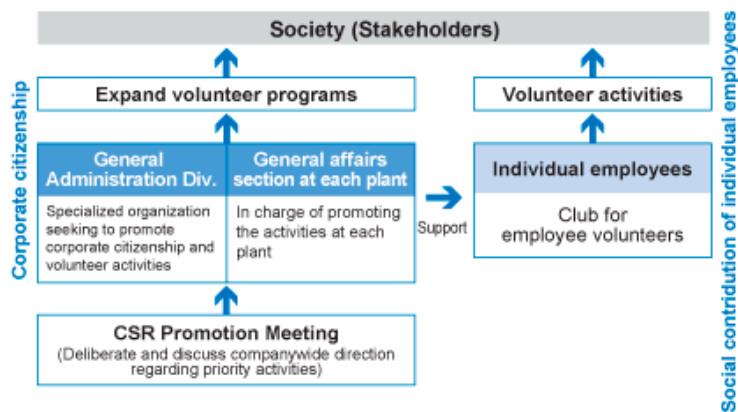 Society (Stakeholders)
Expand volunteer programs
Volunteer activities
Corporate citizenship
General
Administration Div.
General affairs
section at each plant
Specialized organization
seeking to promote
corporate citizenship and
volunteer activities
In charge of promoting
the activities at each
plant
Support
Individual employees
Club for
employee volunteers
CSR Promotion Meeting
(Deliberate and discuss companywide direction
regarding priority activities)
Social contridution of individual employees